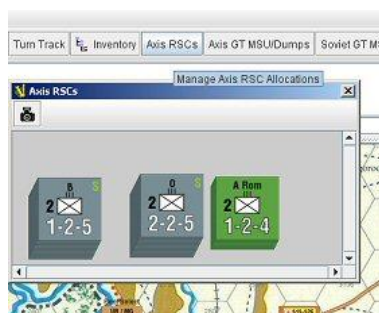 Turn Track Inventory Axis RSCs Axis GT MSU/Dumps Soviet GT M
Manage Axis RSC Allocations
Axis RSCs
B S
2
1-2-5
O S
2
2-2-5
A Rom
2
1-2-4